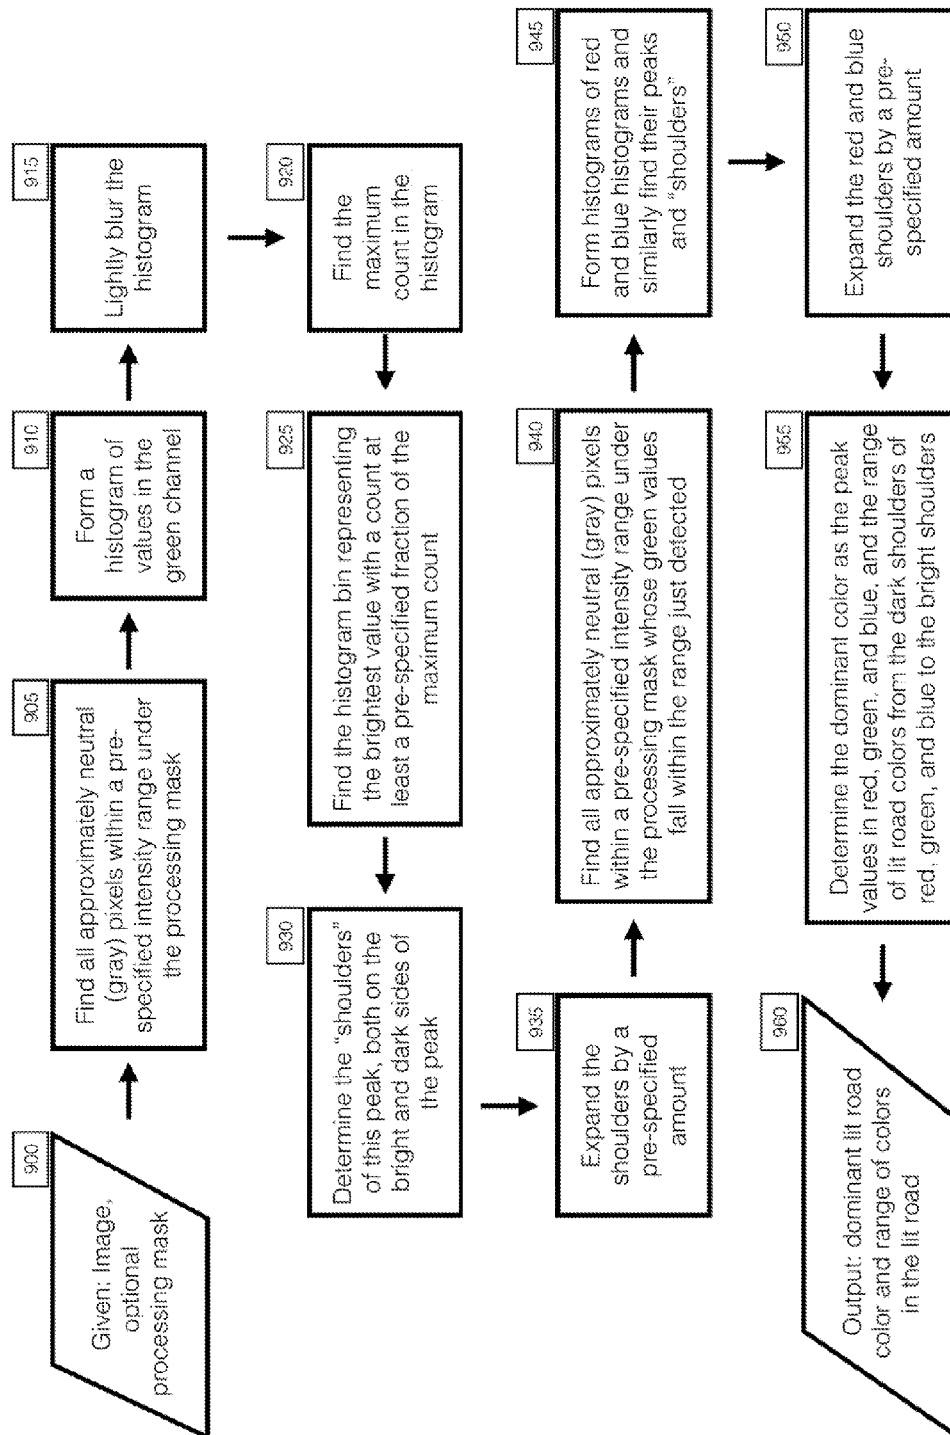 900
Given: Image,
optional
processing mask
905
Find all approximately neutral
(gray) pixels within a pre-
specified intensity range under
the processing mask
910
Form a
histogram of
values in the
green channel
915
Lightly blur the
histogram
920
Find the
maximum
count in the
histogram
925
Find the histogram bin representing
the brightest value with a count at
least a pre-specified fraction of the
maximum count
930
Determine the "shoulders"
of this peak, both on the
bright and dark sides of
the peak
935
Expand the
shoulders by a
pre-specified
amount
940
Find all approximately neutral (gray) pixels
within a pre-specified intensity range under
the processing mask whose green values
fall within the range just detected
945
Form histograms of red
and blue histograms and
similarly find their peaks
and "shoulders"
950
Expand the red and blue
shoulders by a pre-
specified amount
955
Determine the dominant color as the peak
values in red, green, and blue, and the range
of lit road colors from the dark shoulders of
red, green, and blue to the bright shoulders
960
Output: dominant lit road
color and range of colors
in the lit road